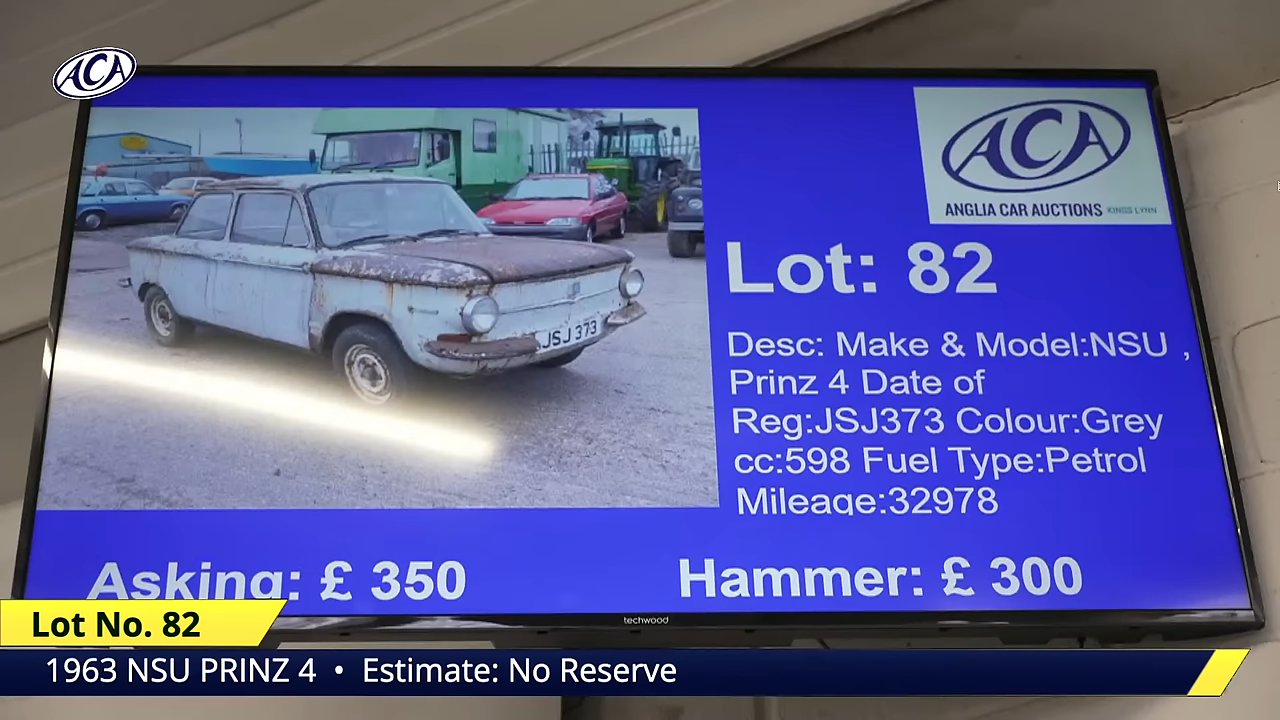 ACA
ACA
ANGLIA CAR AUCTIONS KINGS LYNN
Lot: 82
Desc: Make & Model:NSU ,
Prinz 4 Date of
Reg:JSJ373 Colour:Grey
cc:598 Fuel Type:Petrol
Mileage:32978
JSJ 373
Asking: £ 350
Hammer: £ 300
techwood
Lot No. 82
1963 NSU PRINZ 4 • Estimate: No Reserve